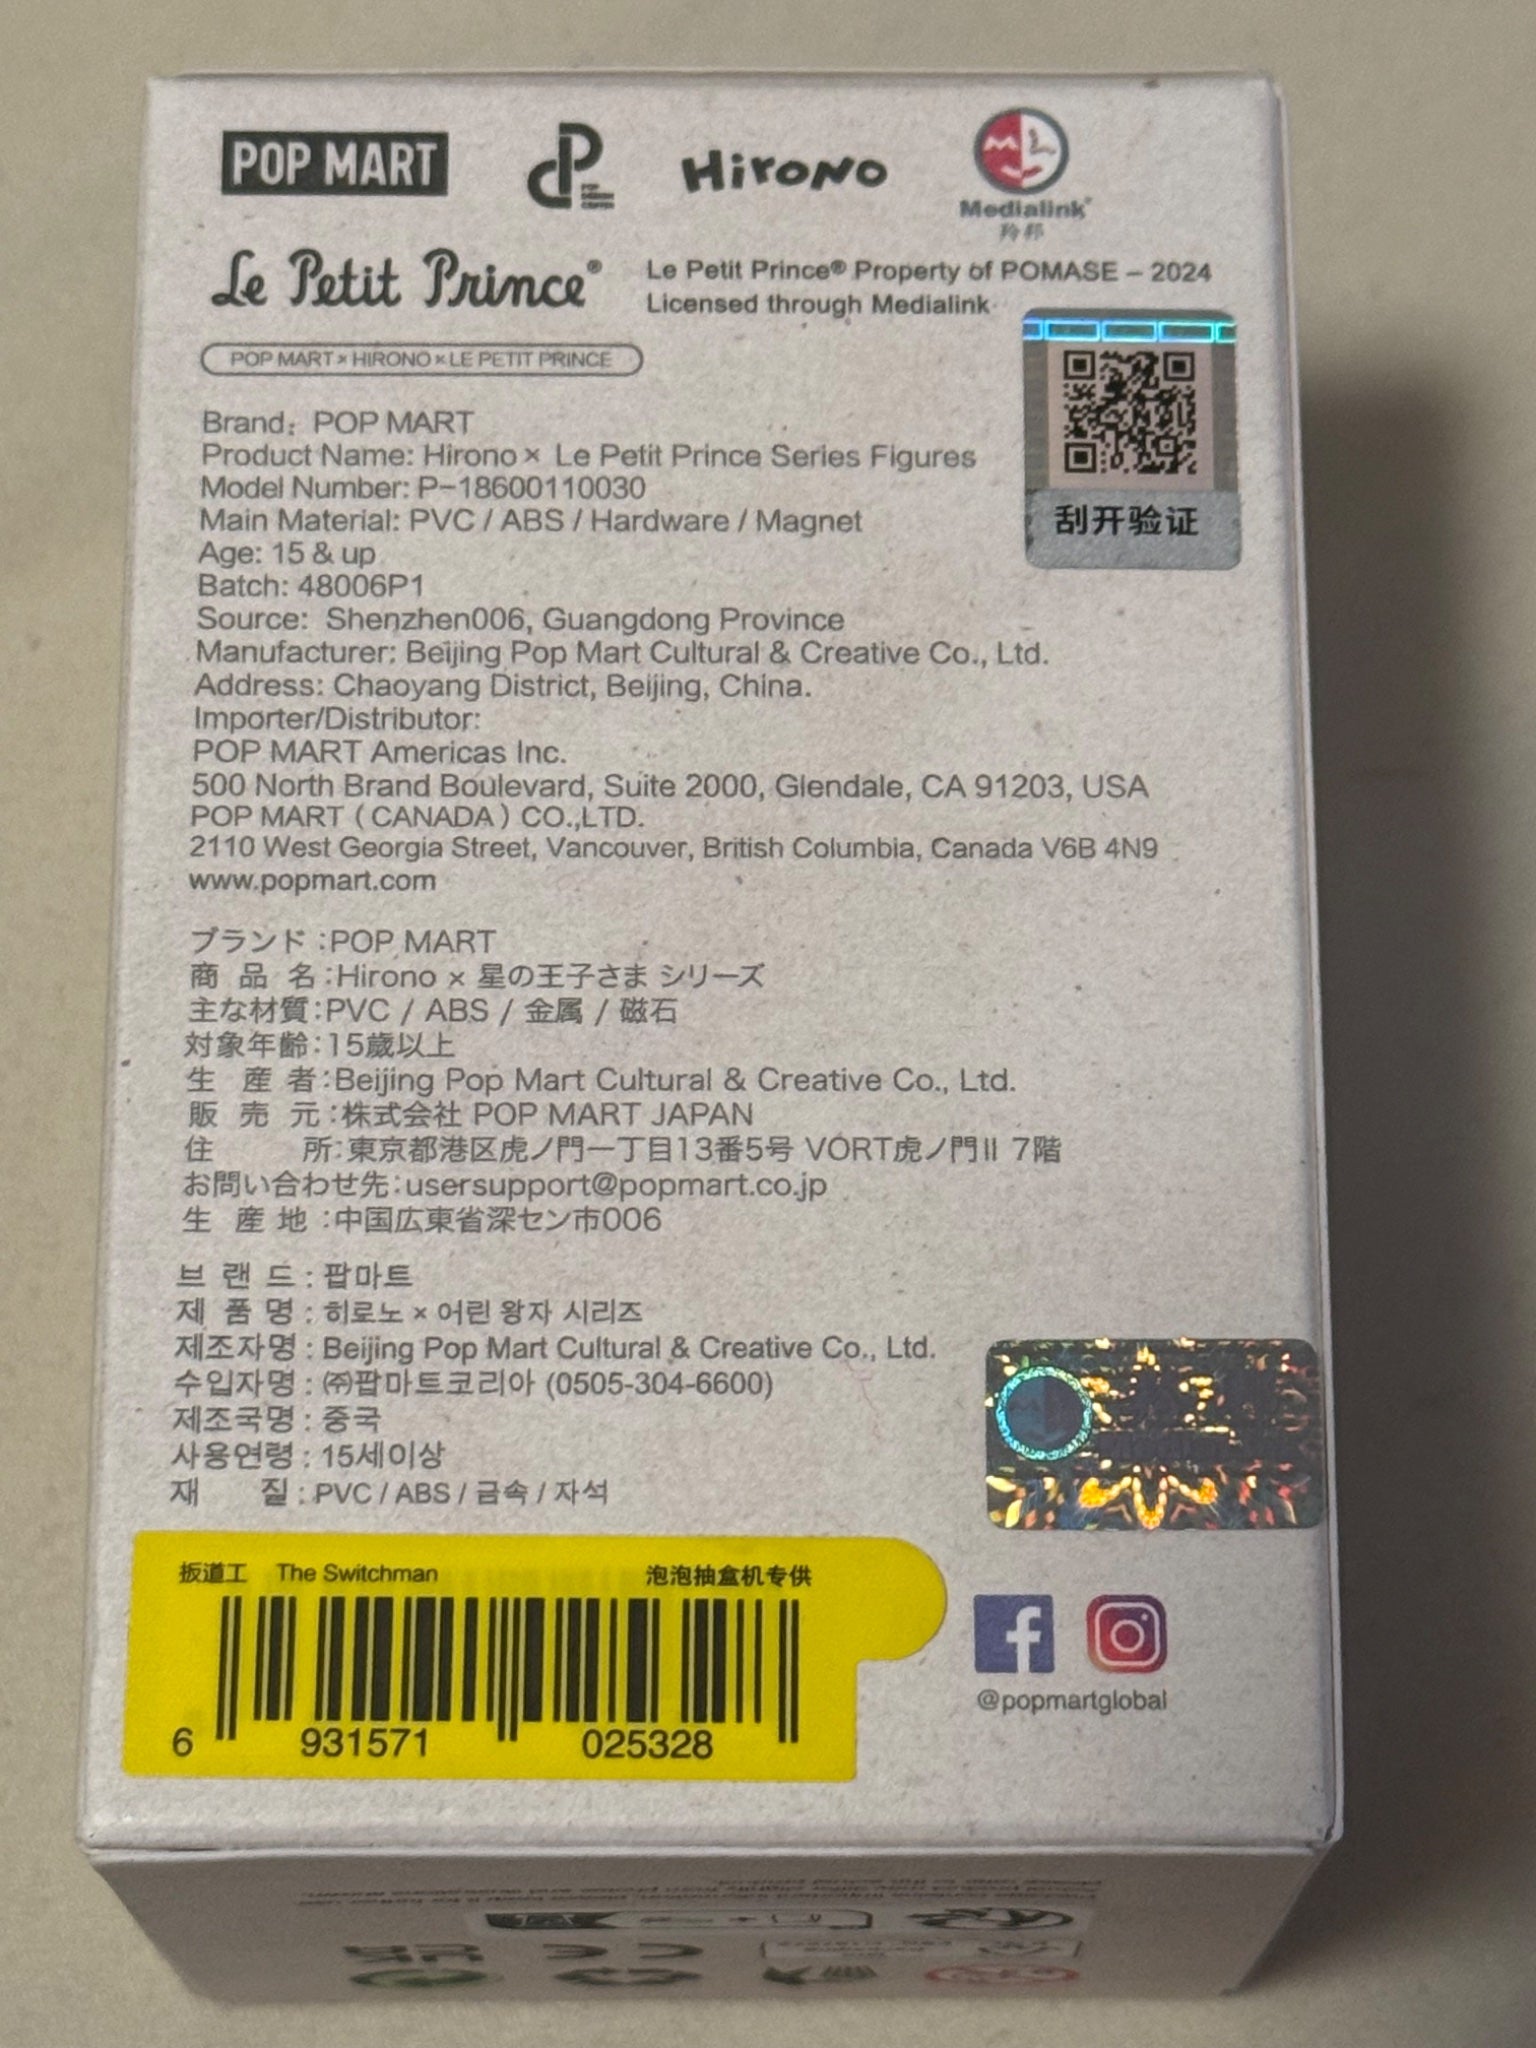 POP MART
Hirono
Medialink
羚邦
Le Petit Prince®
Le Petit Prince® Property of POMASE – 2024
Licensed through Medialink
POP MART × HIRONO × LE PETIT PRINCE
刮开验证
Brand: POP MART
Product Name: Hirono × Le Petit Prince Series Figures
Model Number: P-18600110030
Main Material: PVC / ABS / Hardware / Magnet
Age: 15 & up
Batch: 48006P1
Source: Shenzhen006, Guangdong Province
Manufacturer: Beijing Pop Mart Cultural & Creative Co., Ltd.
Address: Chaoyang District, Beijing, China.
Importer/Distributor:
POP MART Americas Inc.
500 North Brand Boulevard, Suite 2000, Glendale, CA 91203, USA
POP MART ( CANADA ) CO.,LTD.
2110 West Georgia Street, Vancouver, British Columbia, Canada V6B 4N9
www.popmart.com
ブランド :POP MART
商 品 名 :Hirono × 星の王子さま シリーズ
主な材質:PVC / ABS / 金属 / 磁石
対象年齢:15歳以上
生 産 者:Beijing Pop Mart Cultural & Creative Co., Ltd.
販 売 元 :株式会社 POP MART JAPAN
住 所:東京都港区虎ノ門一丁目13番5号 VORT虎ノ門Ⅱ 7階
お問い合わせ先:usersupport@popmart.co.jp
生 産 地 :中国広東省深セン市006
브 랜 드 : 팝마트
제 품 명 : 히로노 × 어린 왕자 시리즈
제조자명 : Beijing Pop Mart Cultural & Creative Co., Ltd.
수입자명 : ㈜팝마트코리아 (0505-304-6600)
제조국명 : 중국
사용연령 : 15세이상
재 질 : PVC / ABS / 금속 / 자석
扳道工 The Switchman 泡泡抽盒机专供
6 931571 025328
@popmartglobal